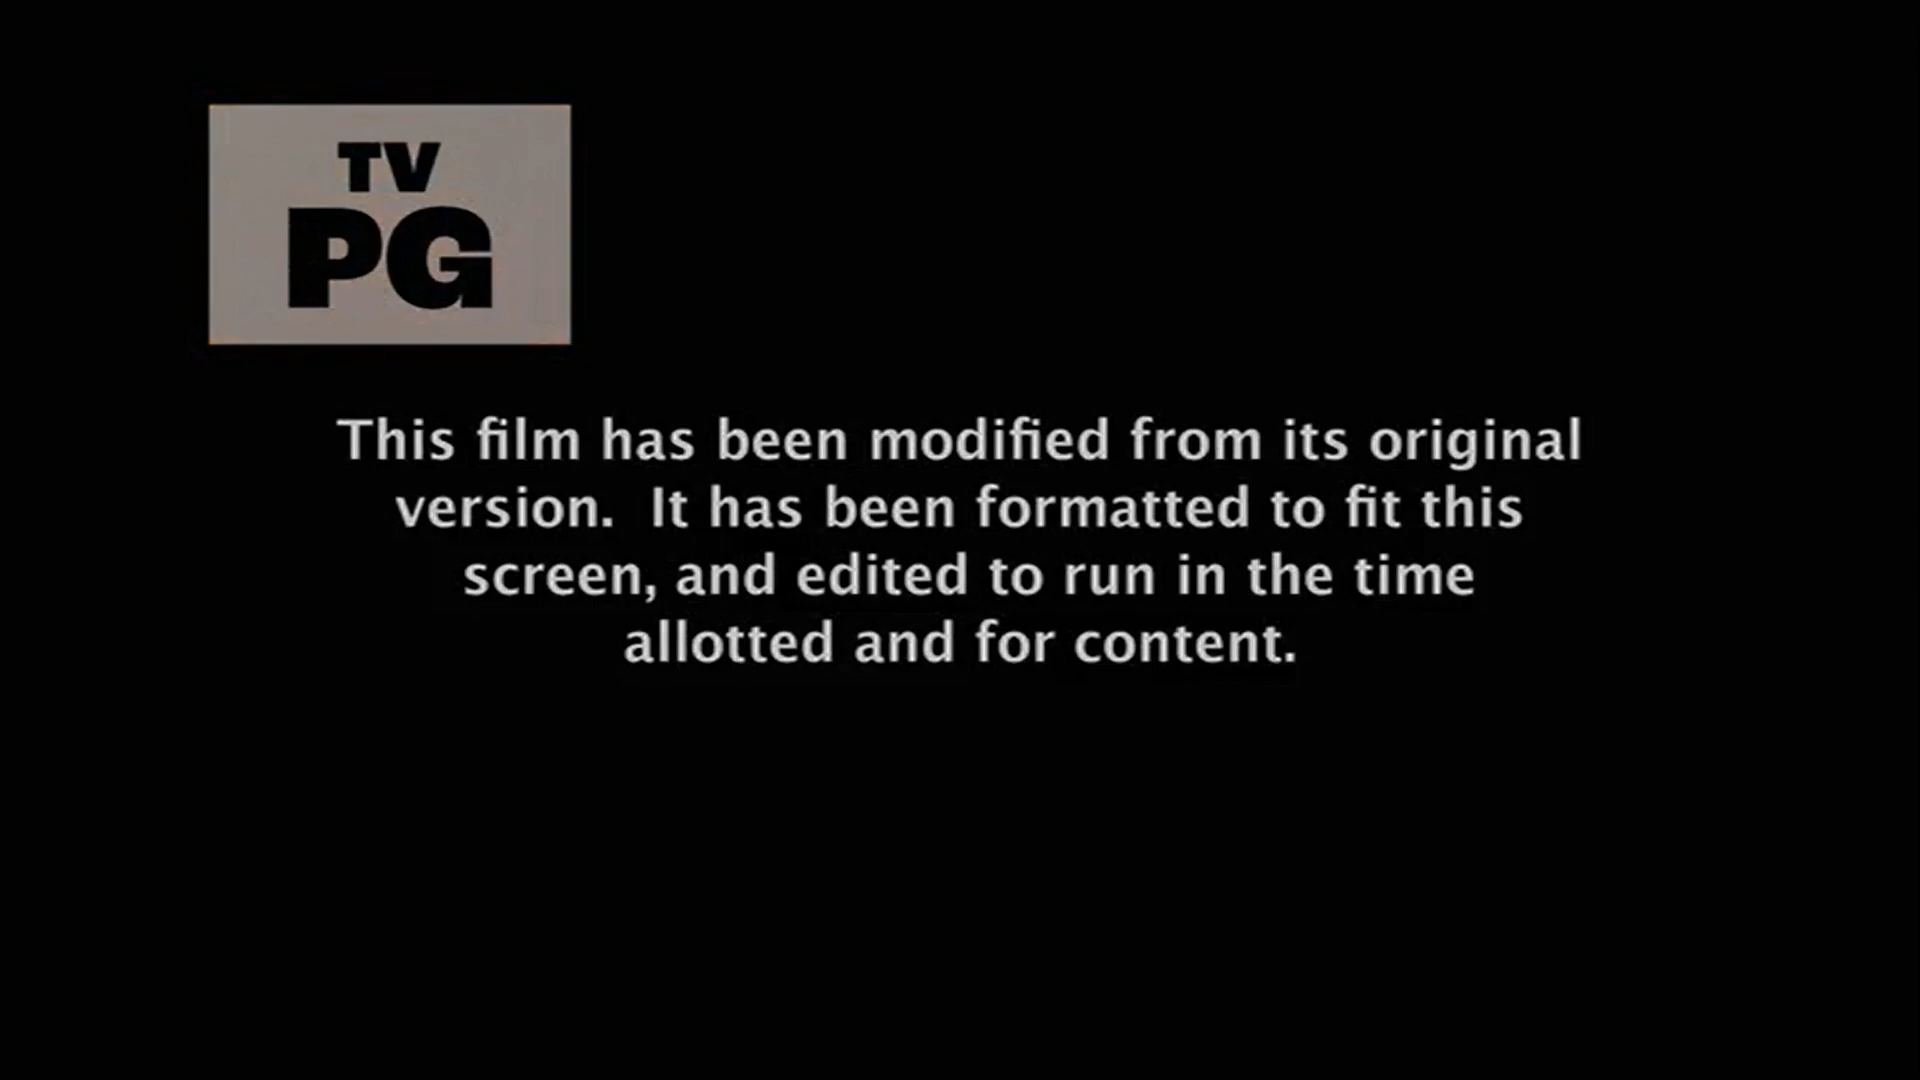 TV
PG
This film has been modified from its original
version.  It has been formatted to fit this
screen, and edited to run in the time
allotted and for content.